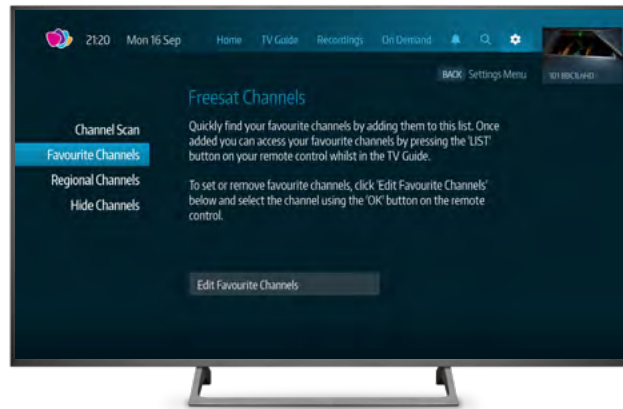 21:20 Mon 16 Sep Home TV Guide Recordings On Demand
BACK Settings Menu
101 BBC1LoHD
Freesat Channels
Channel Scan
Favourite Channels
Regional Channels
Hide Channels
Quickly find your favourite channels by adding them to this list. Once
added you can access your favourite channels by pressing the 'LIST'
button on your remote control whilst in the TV Guide.
To set or remove favourite channels, click 'Edit Favourite Channels'
below and select the channel using the 'OK' button on the remote
control.
Edit Favourite Channels